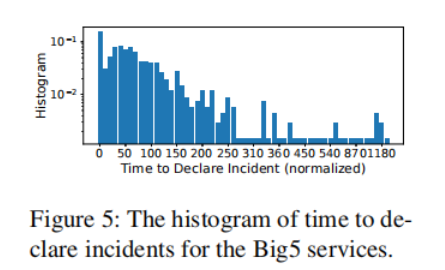 10⁻¹
10⁻²
Histogram
0 50 100 150 200 250 310 360 450 540 870 1180
Time to Declare Incident (normalized)
Figure 5: The histogram of time to de-
clare incidents for the Big5 services.